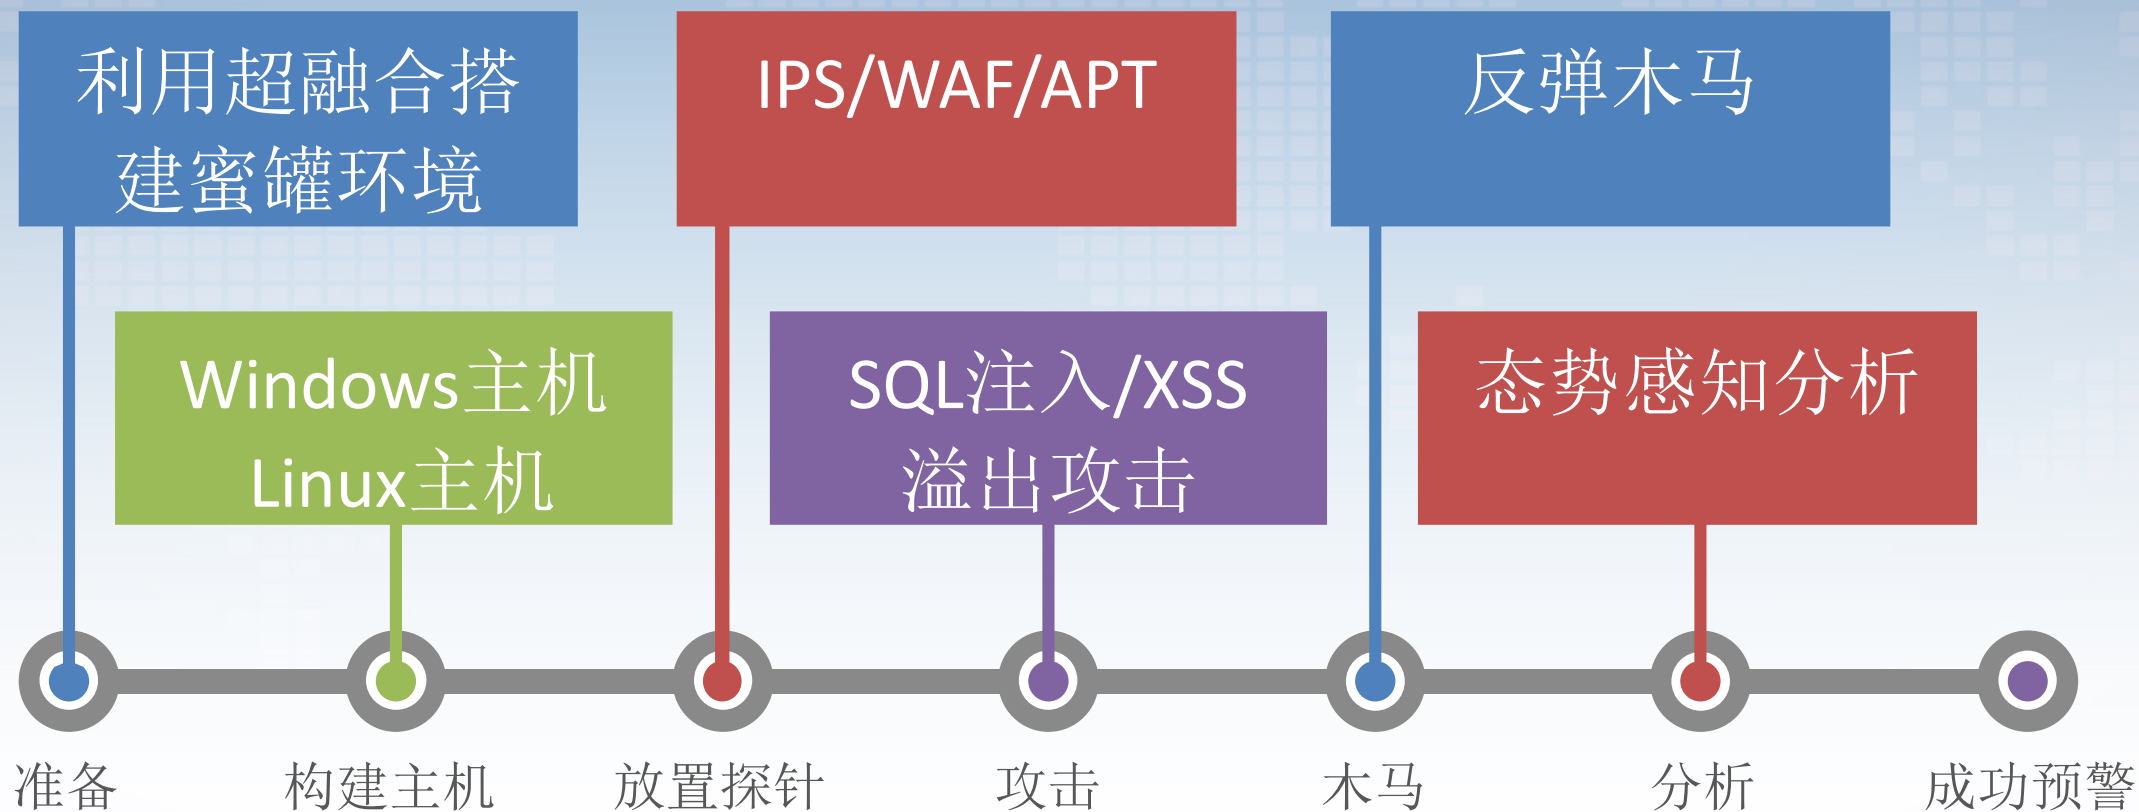 利用超融合搭
建蜜罐环境
IPS/WAF/APT
反弹木马
Windows主机
Linux主机
SQL注入/XSS
溢出攻击
态势感知分析
准备
构建主机
放置探针
攻击
木马
分析
成功预警